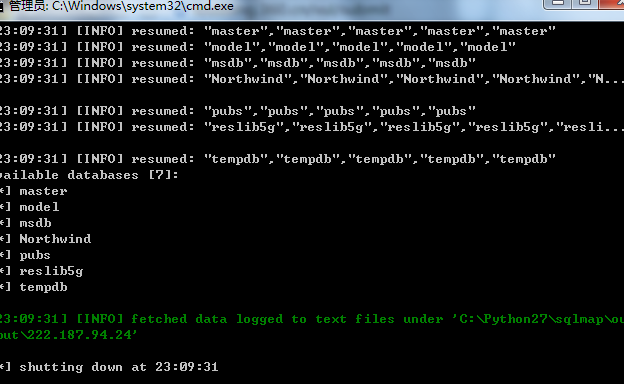 管理员: C:\Windows\system32\cmd.exe
23:09:31] [INFO] resumed: "master","master","master","master","master"
23:09:31] [INFO] resumed: "model","model","model","model","model"
23:09:31] [INFO] resumed: "msdb","msdb","msdb","msdb","msdb"
23:09:31] [INFO] resumed: "Northwind","Northwind","Northwind","Northwind","N...
23:09:31] [INFO] resumed: "pubs","pubs","pubs","pubs","pubs"
23:09:31] [INFO] resumed: "reslib5g","reslib5g","reslib5g","reslib5g","resli...
23:09:31] [INFO] resumed: "tempdb","tempdb","tempdb","tempdb","tempdb"
vailable databases [7]:
*] master
*] model
*] msdb
*] Northwind
*] pubs
*] reslib5g
*] tempdb
23:09:31] [INFO] fetched data logged to text files under 'C:\Python27\sqlmap\ou
put\222.187.94.24'
*] shutting down at 23:09:31